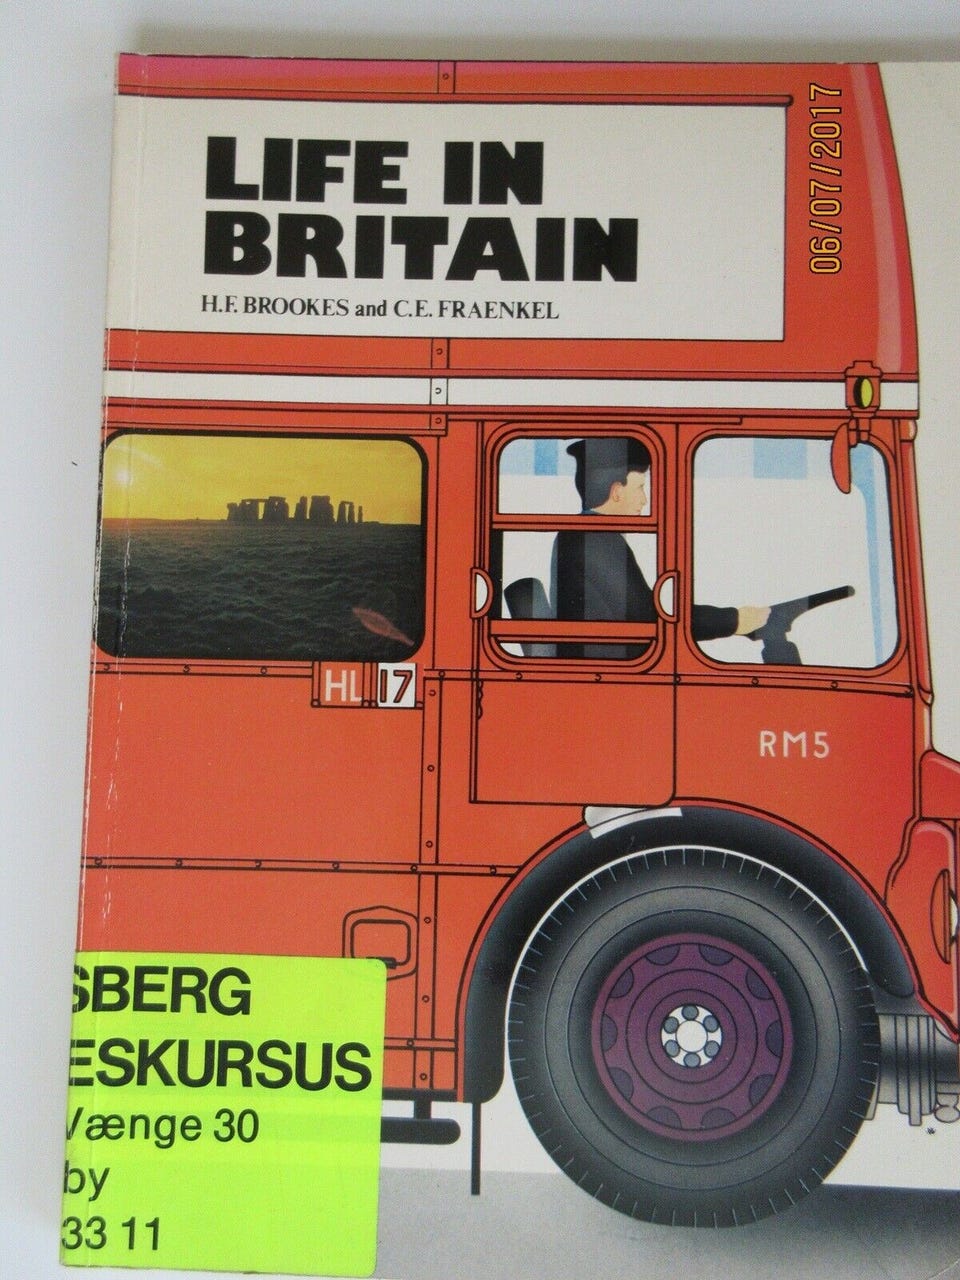 LIFE IN
BRITAIN
H.F. BROOKES and C.E. FRAENKEL
06/07/2017
HL 17
RM5
SBERG
ESKURSUS
Vænge 30
by
33 11